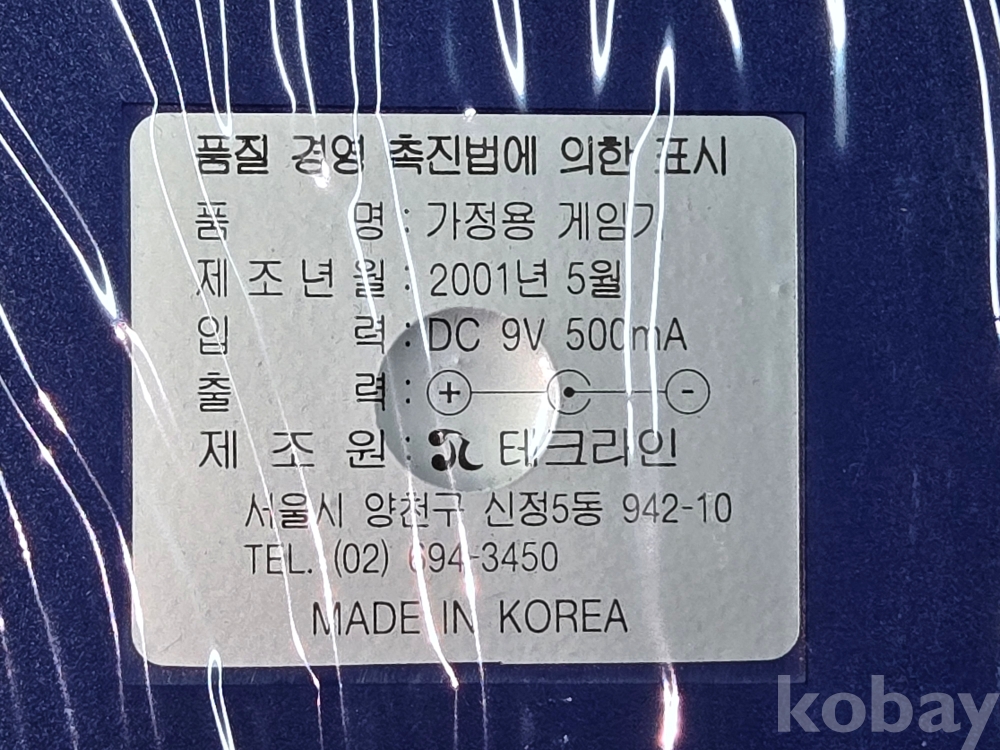 품질 경영 촉진법에 의한 표시
품 명 : 가정용 게임기
제조년월 : 2001년 5월
입 력 : DC 9V 500mA
출 력 : + -
제 조 원 : 테크라인
서울시 양천구 신정5동 942-10
TEL. (02) 694-3450
MADE IN KOREA
kobay